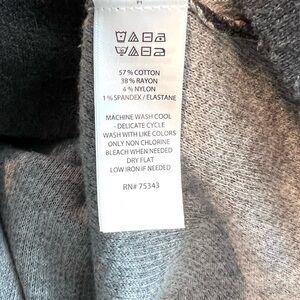 M
57% COTTON
38% RAYON
4% NYLON
1% SPANDEX / ELASTANE
MACHINE WASH COOL
- DELICATE CYCLE
WASH WITH LIKE COLORS
ONLY NON CHLORINE
BLEACH WHEN NEEDED
DRY FLAT
LOW IRON IF NEEDED
RN# 75343